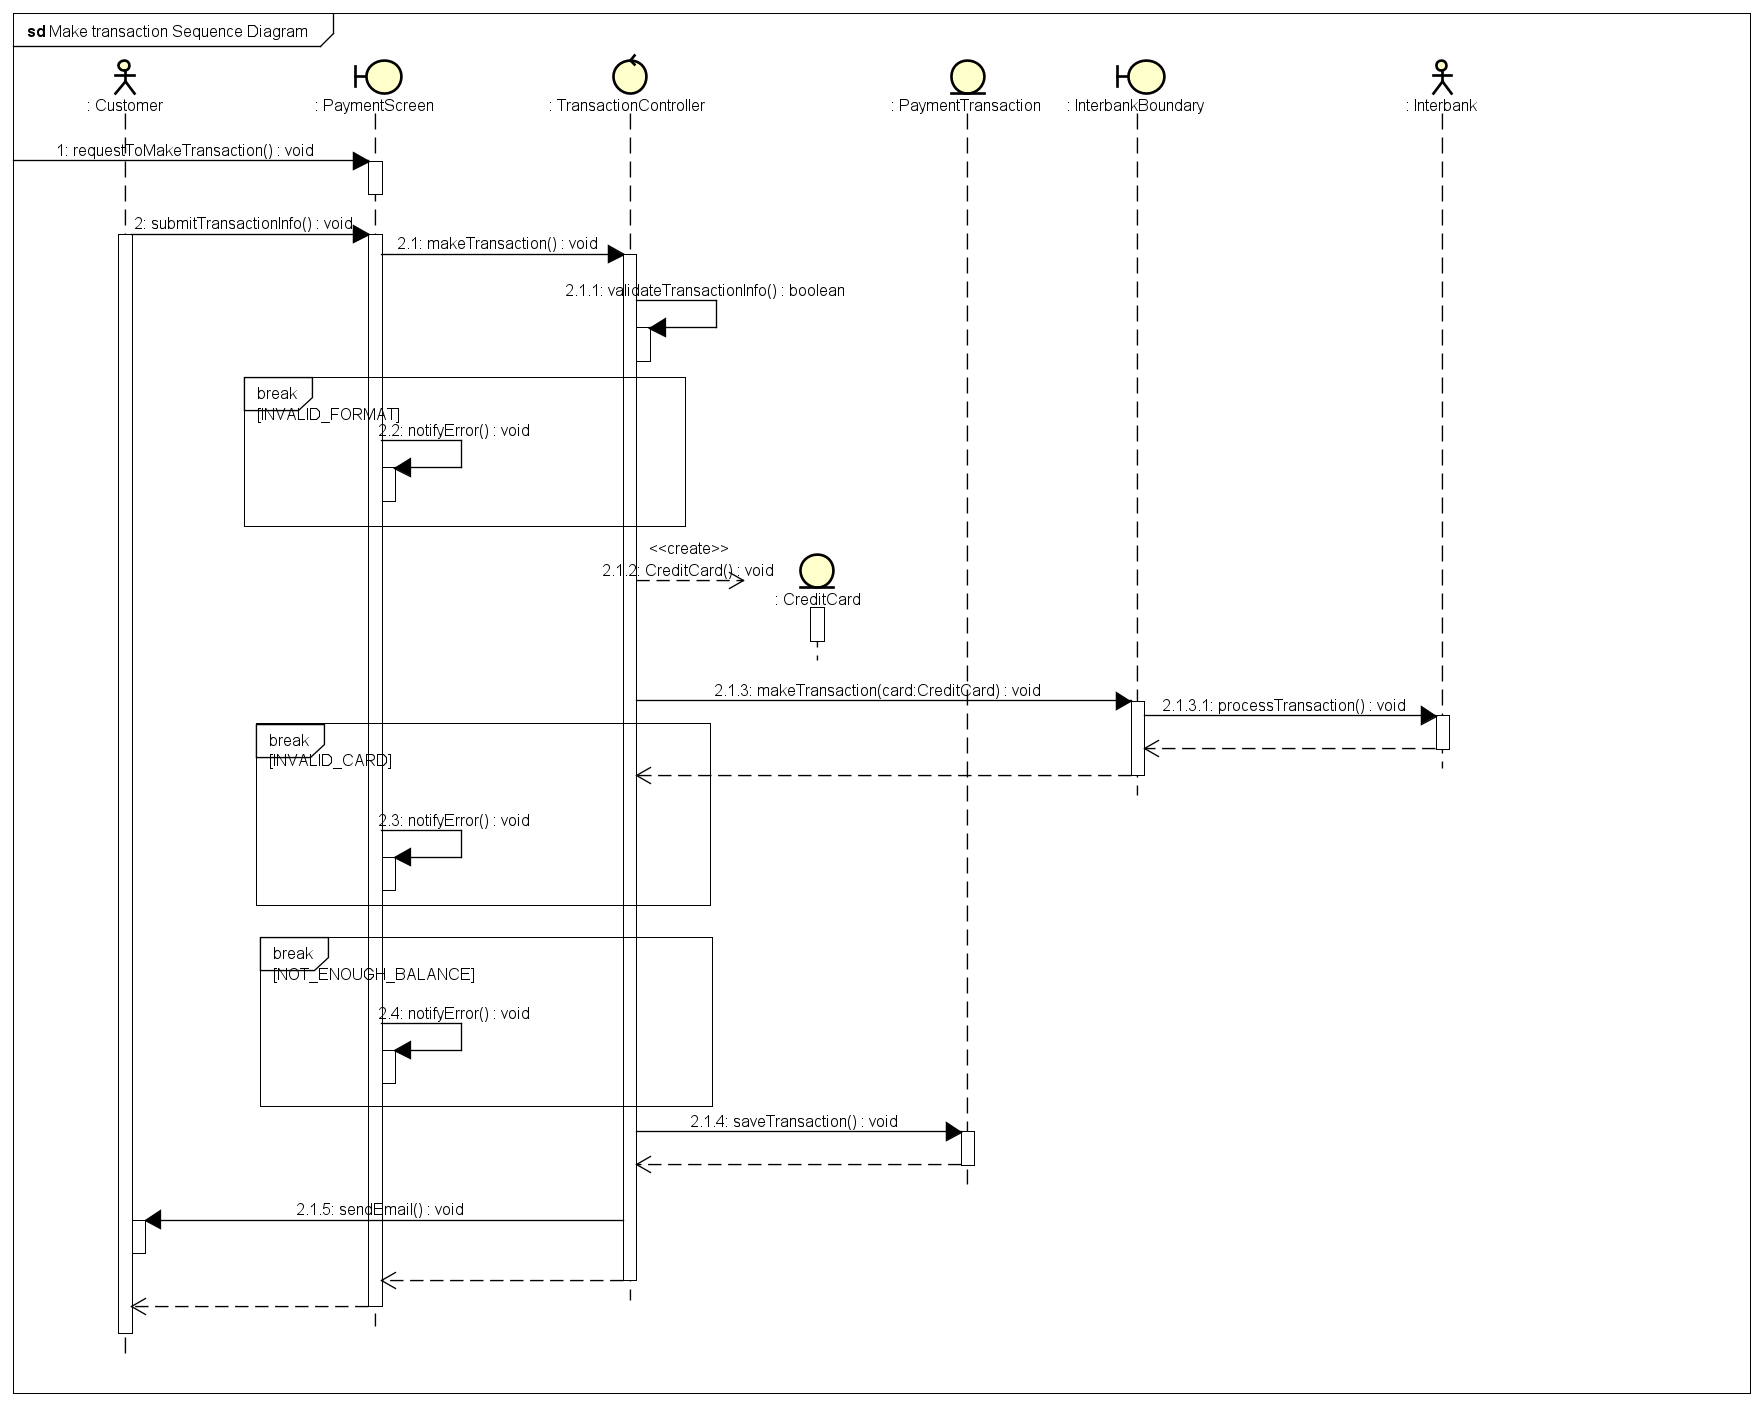 sd Make transaction Sequence Diagram
: Customer
: PaymentScreen
: TransactionController
: PaymentTransaction
: InterbankBoundary
: Interbank
1: requestToMakeTransaction() : void
2: submitTransactionInfo() : void
2.1: makeTransaction() : void
2.1.1: validateTransactionInfo() : boolean
break
[INVALID_FORMAT]
2.2: notifyError() : void
<<create>>
2.1.2: CreditCard() : void
: CreditCard
2.1.3: makeTransaction(card:CreditCard) : void
2.1.3.1: processTransaction() : void
break
[INVALID_CARD]
2.3: notifyError() : void
break
[NOT_ENOUGH_BALANCE]
2.4: notifyError() : void
2.1.4: saveTransaction() : void
2.1.5: sendEmail() : void